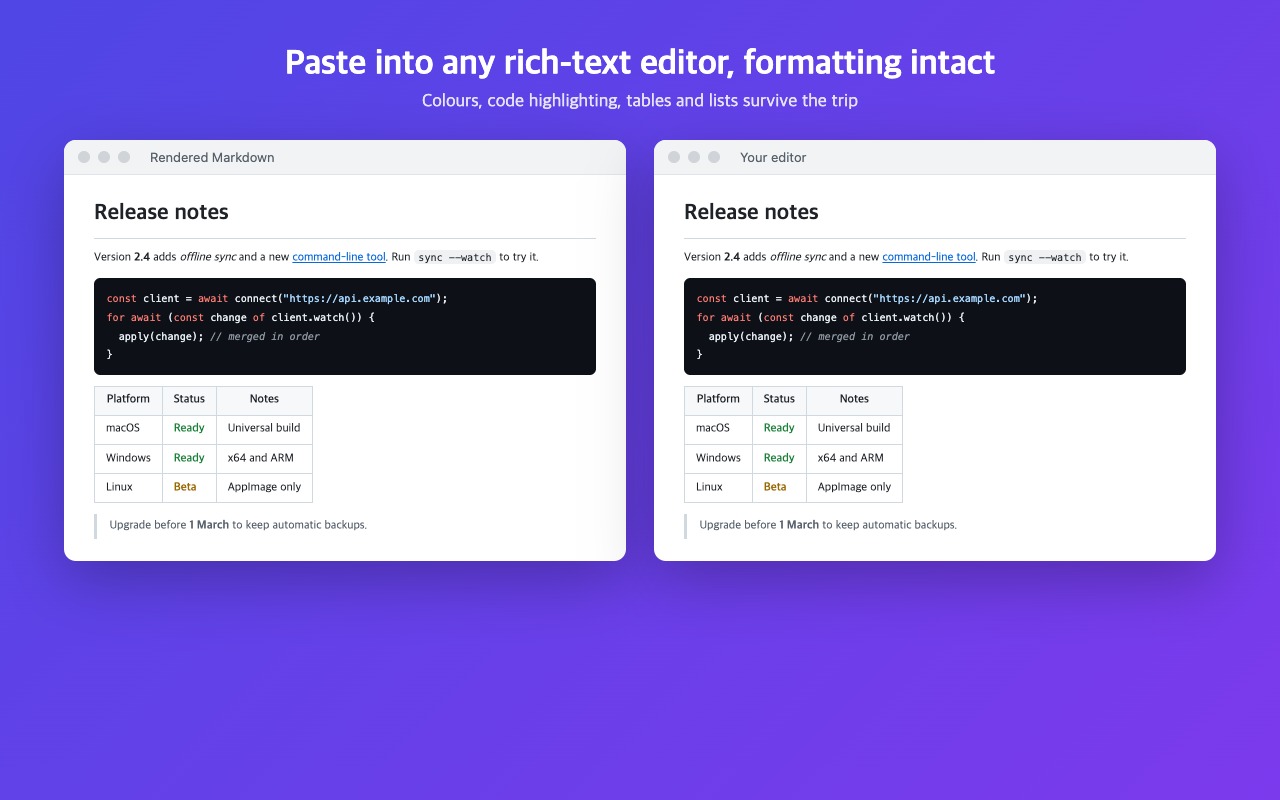 Paste into any rich-text editor, formatting intact
Colours, code highlighting, tables and lists survive the trip
Rendered Markdown
Release notes
Version 2.4 adds offline sync and a new command-line tool. Run sync --watch to try it.
const client = await connect("https://api.example.com");
for await (const change of client.watch()) {
  apply(change); // merged in order
}
Platform Status Notes
macOS Ready Universal build
Windows Ready x64 and ARM
Linux Beta AppImage only
Upgrade before 1 March to keep automatic backups.
Your editor
Release notes
Version 2.4 adds offline sync and a new command-line tool. Run sync --watch to try it.
const client = await connect("https://api.example.com");
for await (const change of client.watch()) {
  apply(change); // merged in order
}
Platform Status Notes
macOS Ready Universal build
Windows Ready x64 and ARM
Linux Beta AppImage only
Upgrade before 1 March to keep automatic backups.